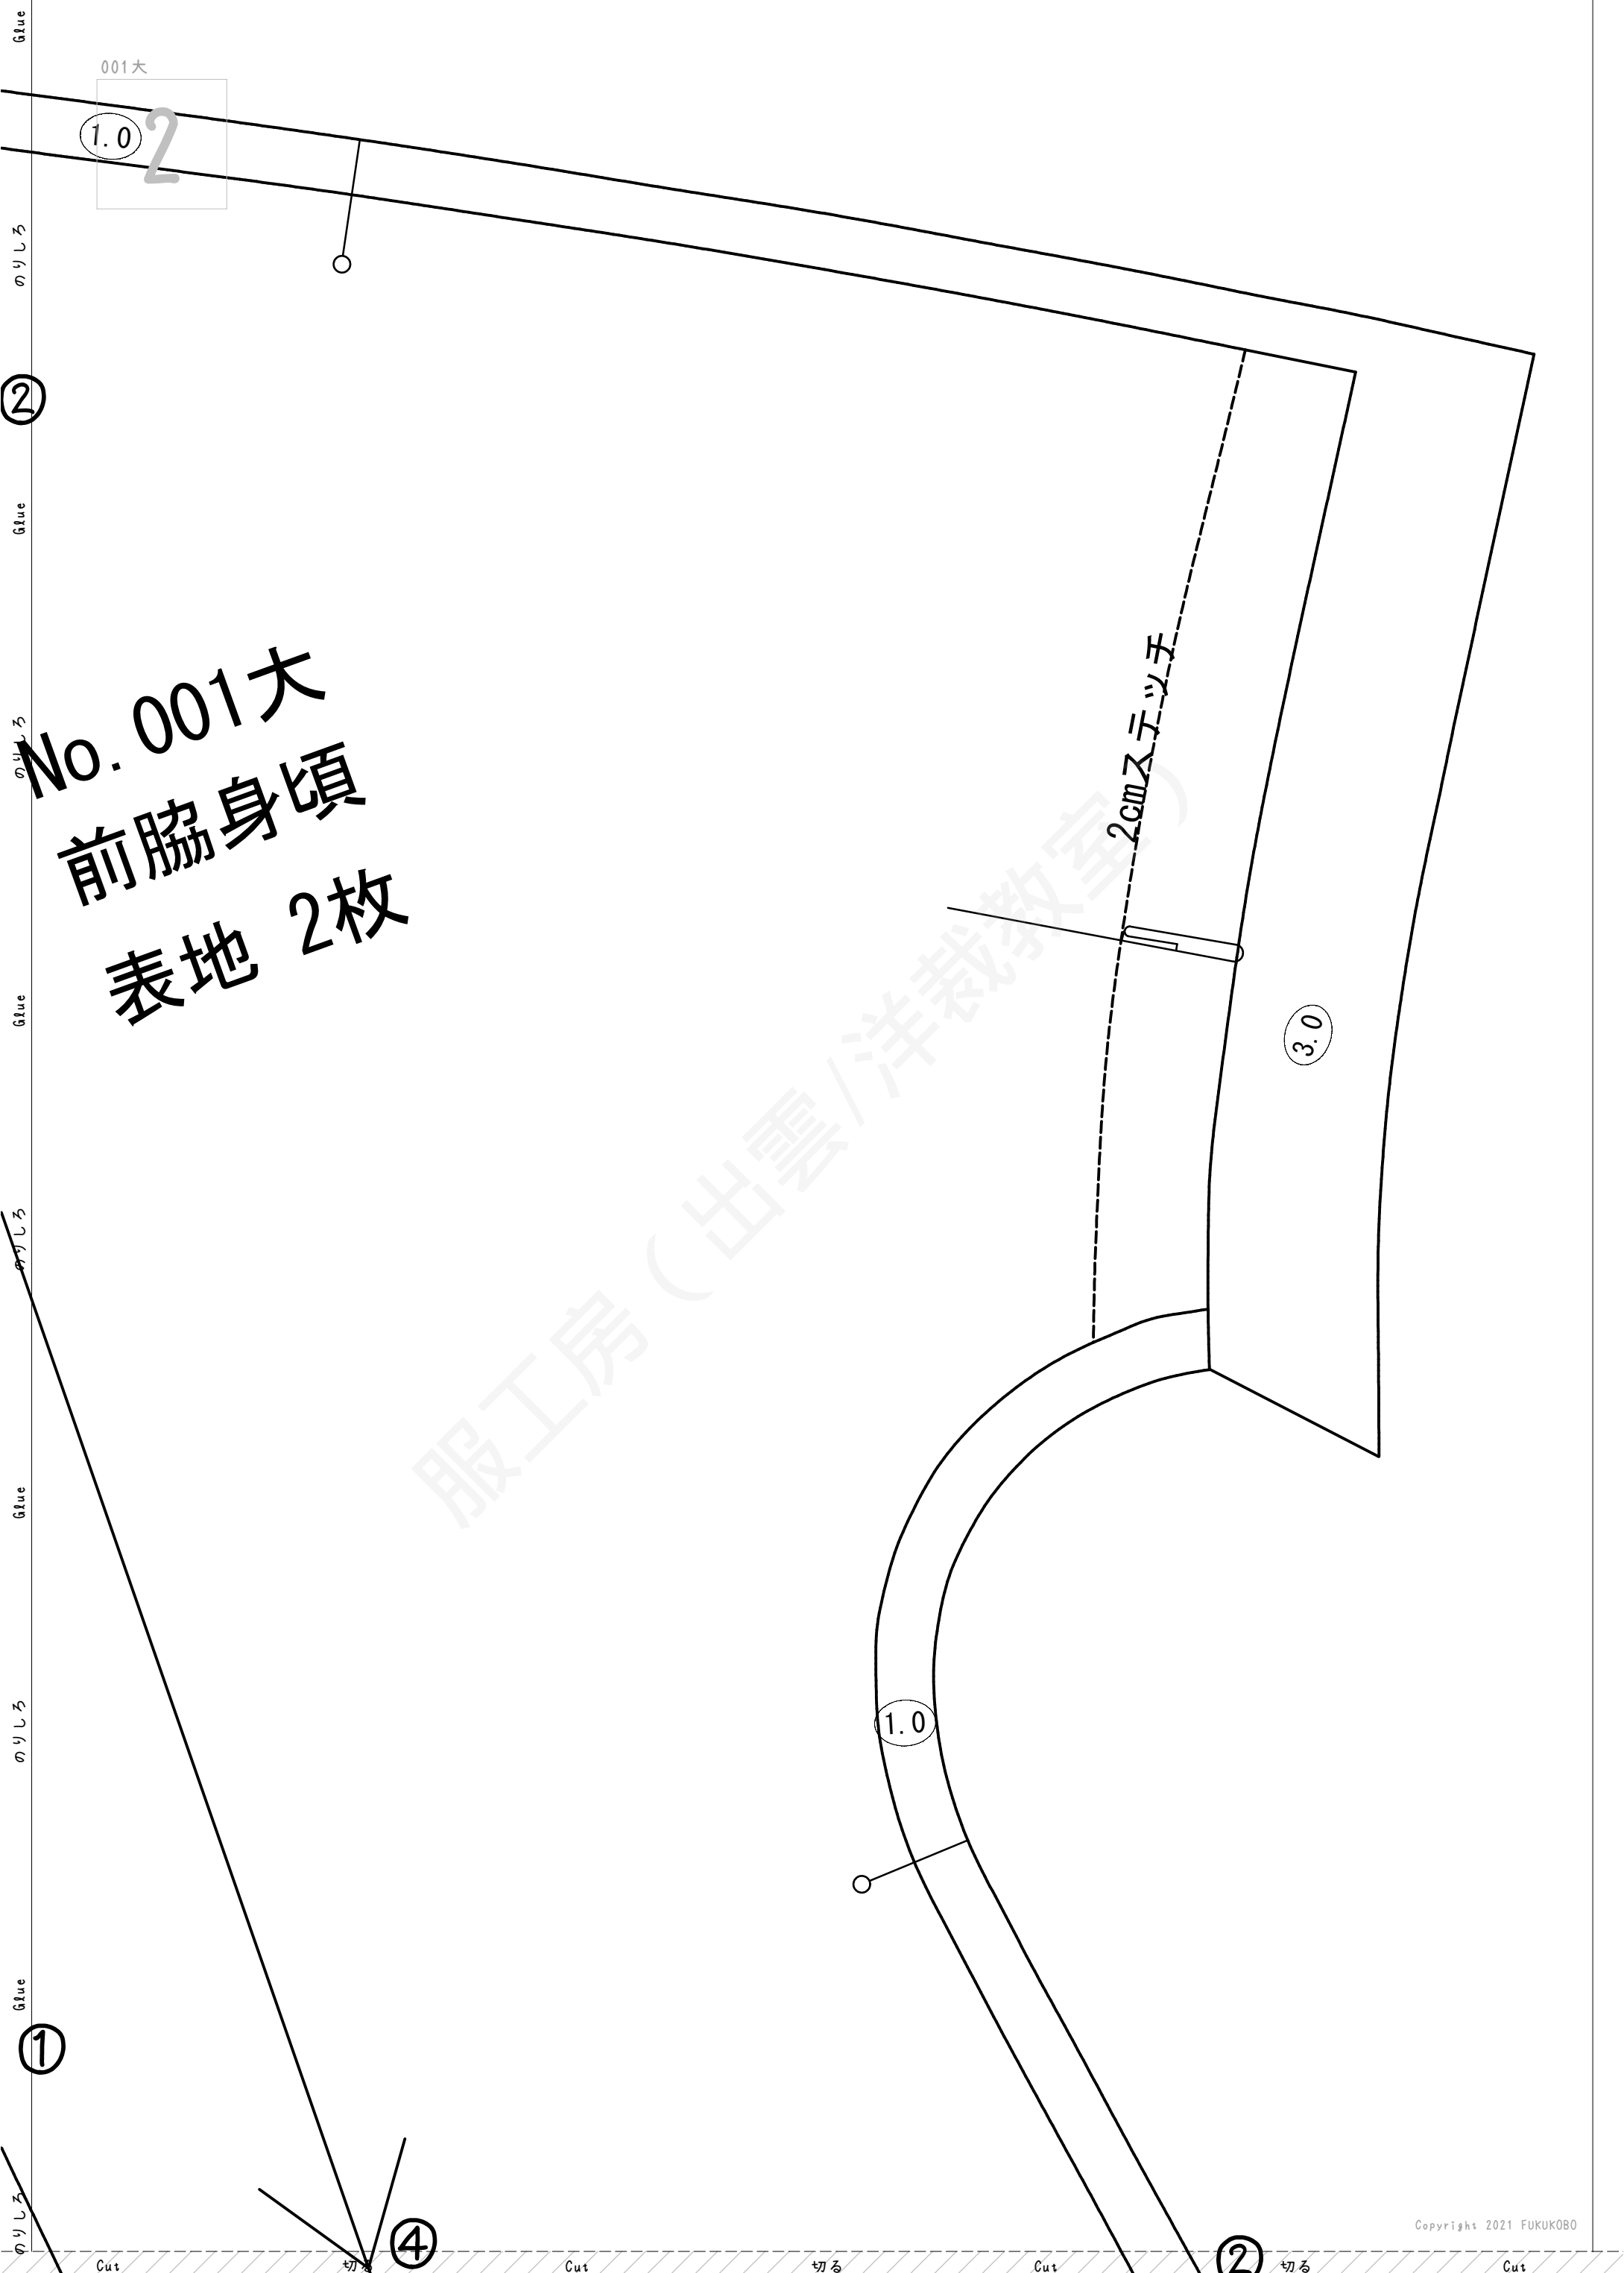 Glue
001大
2
1.0
のりしろ
②
Glue
2cmステッチ
No.001大
前脇身頃
表地 2枚
のりしろ
Glue
3.0
服工房(出雲/洋裁教室)
のりしろ
Glue
のりしろ
1.0
Glue
①
のりしろ
④
②
Copyright 2021 FUKUKOBO
Cut 切る Cut 切る Cut 切る Cut